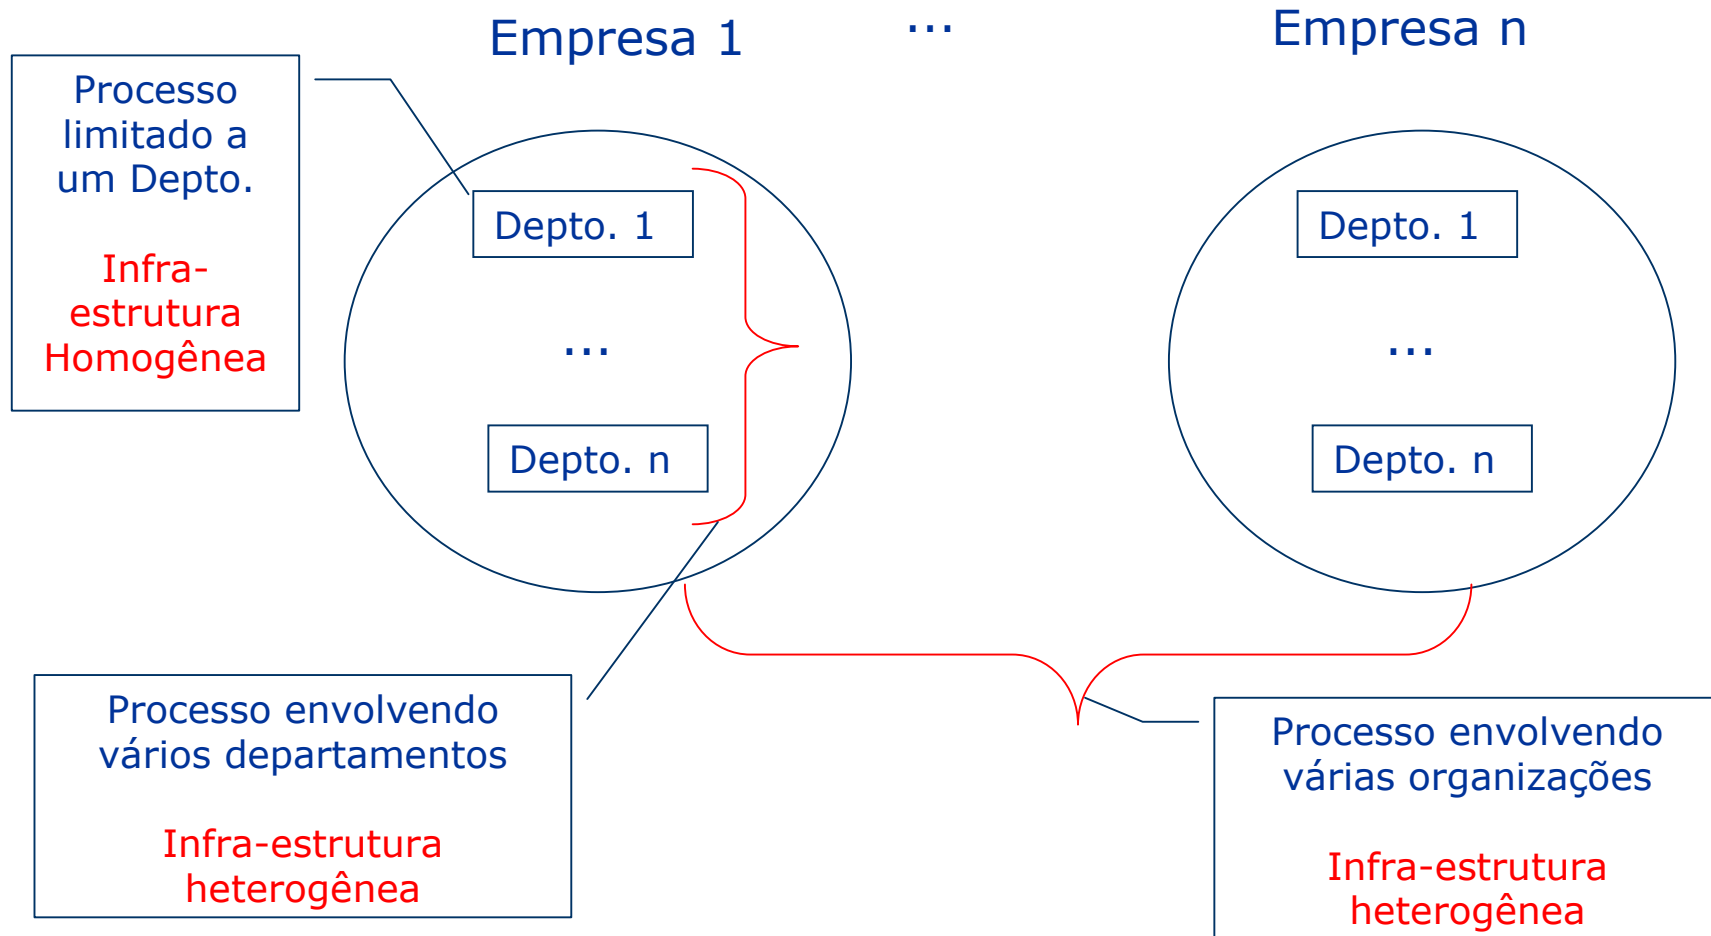 Empresa 1
...
Empresa n
Processo
limitado a
um Depto.
Infra-
estrutura
Homogênea
Depto. 1
...
Depto. n
Depto. 1
...
Depto. n
Processo envolvendo
vários departamentos
Infra-estrutura
heterogênea
Processo envolvendo
várias organizações
Infra-estrutura
heterogênea